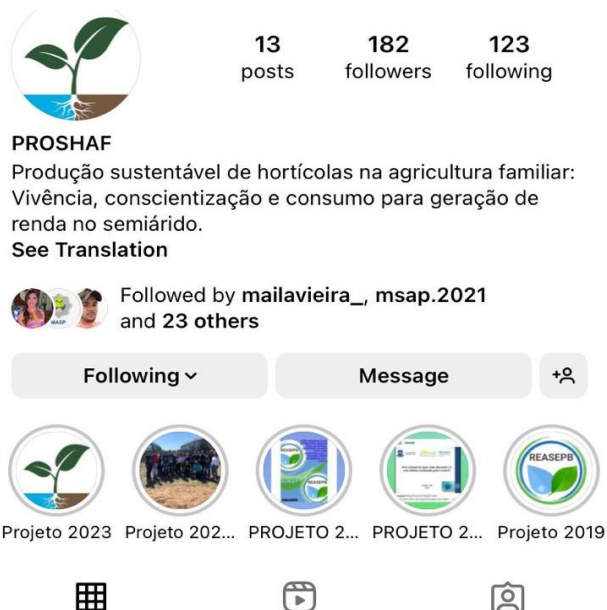 13 182 123
posts followers following
PROSHAF
Produção sustentável de hortícolas na agricultura familiar:
Vivência, conscientização e consumo para geração de
renda no semiárido.
See Translation
Followed by mailavieira_, msap.2021
and 23 others
Following Message
REASEPB
Projeto 2023 Projeto 202... PROJETO 2... PROJETO 2... Projeto 2019